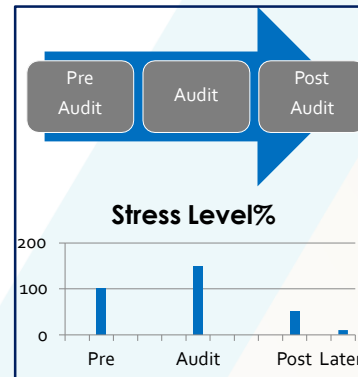 Pre
Audit
Audit
Post
Audit
Stress Level%
200
100
0
Pre Audit Post Later